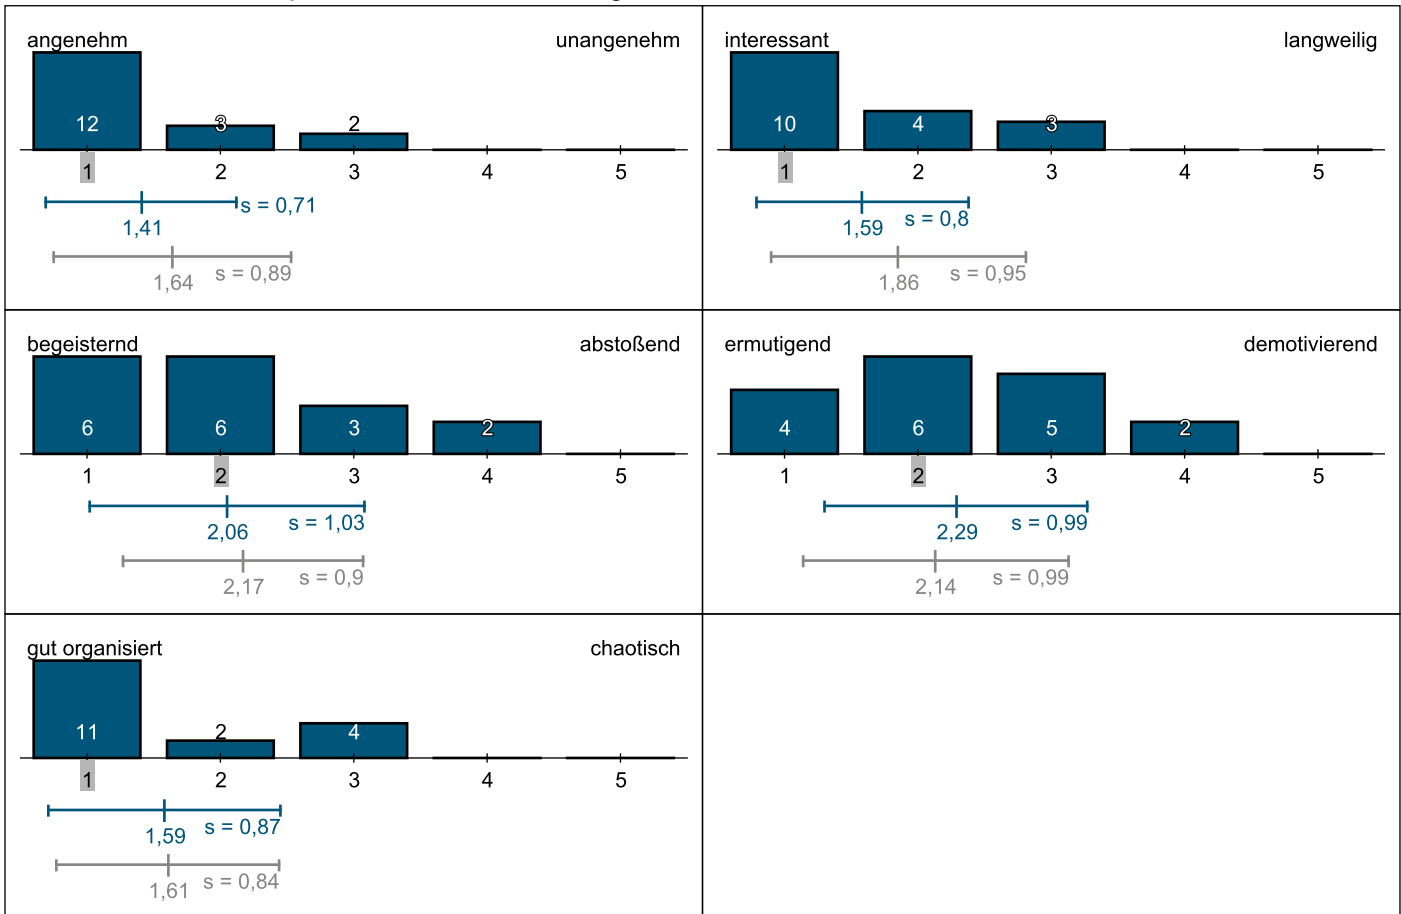 angenehm unangenehm
12 3 2
1 2 3 4 5
s = 0,71
1,41
s = 0,89
1,64
interessant langweilig
10 4 3
1 2 3 4 5
s = 0,8
1,59
s = 0,95
1,86
begeisternd abstoßend
6 6 3 2
1 2 3 4 5
s = 1,03
2,06
s = 0,9
2,17
ermutigend demotivierend
4 6 5 2
1 2 3 4 5
s = 0,99
2,29
s = 0,99
2,14
gut organisiert chaotisch
11 2 4
1 2 3 4 5
s = 0,87
1,59
s = 0,84
1,61